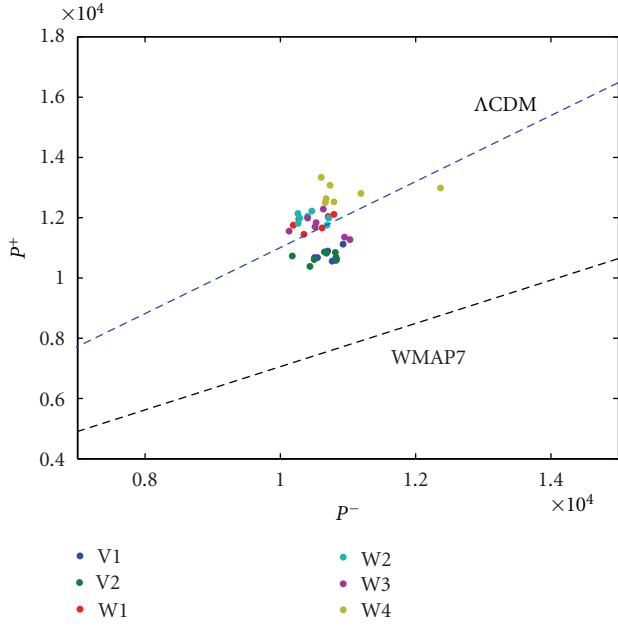 ×10⁴
1.8
1.6
1.4
1.2
1
0.8
0.6
0.4
P⁺
ΛCDM
WMAP7
0.8
1
1.2
1.4
×10⁴
P⁻
V1
V2
W1
W2
W3
W4